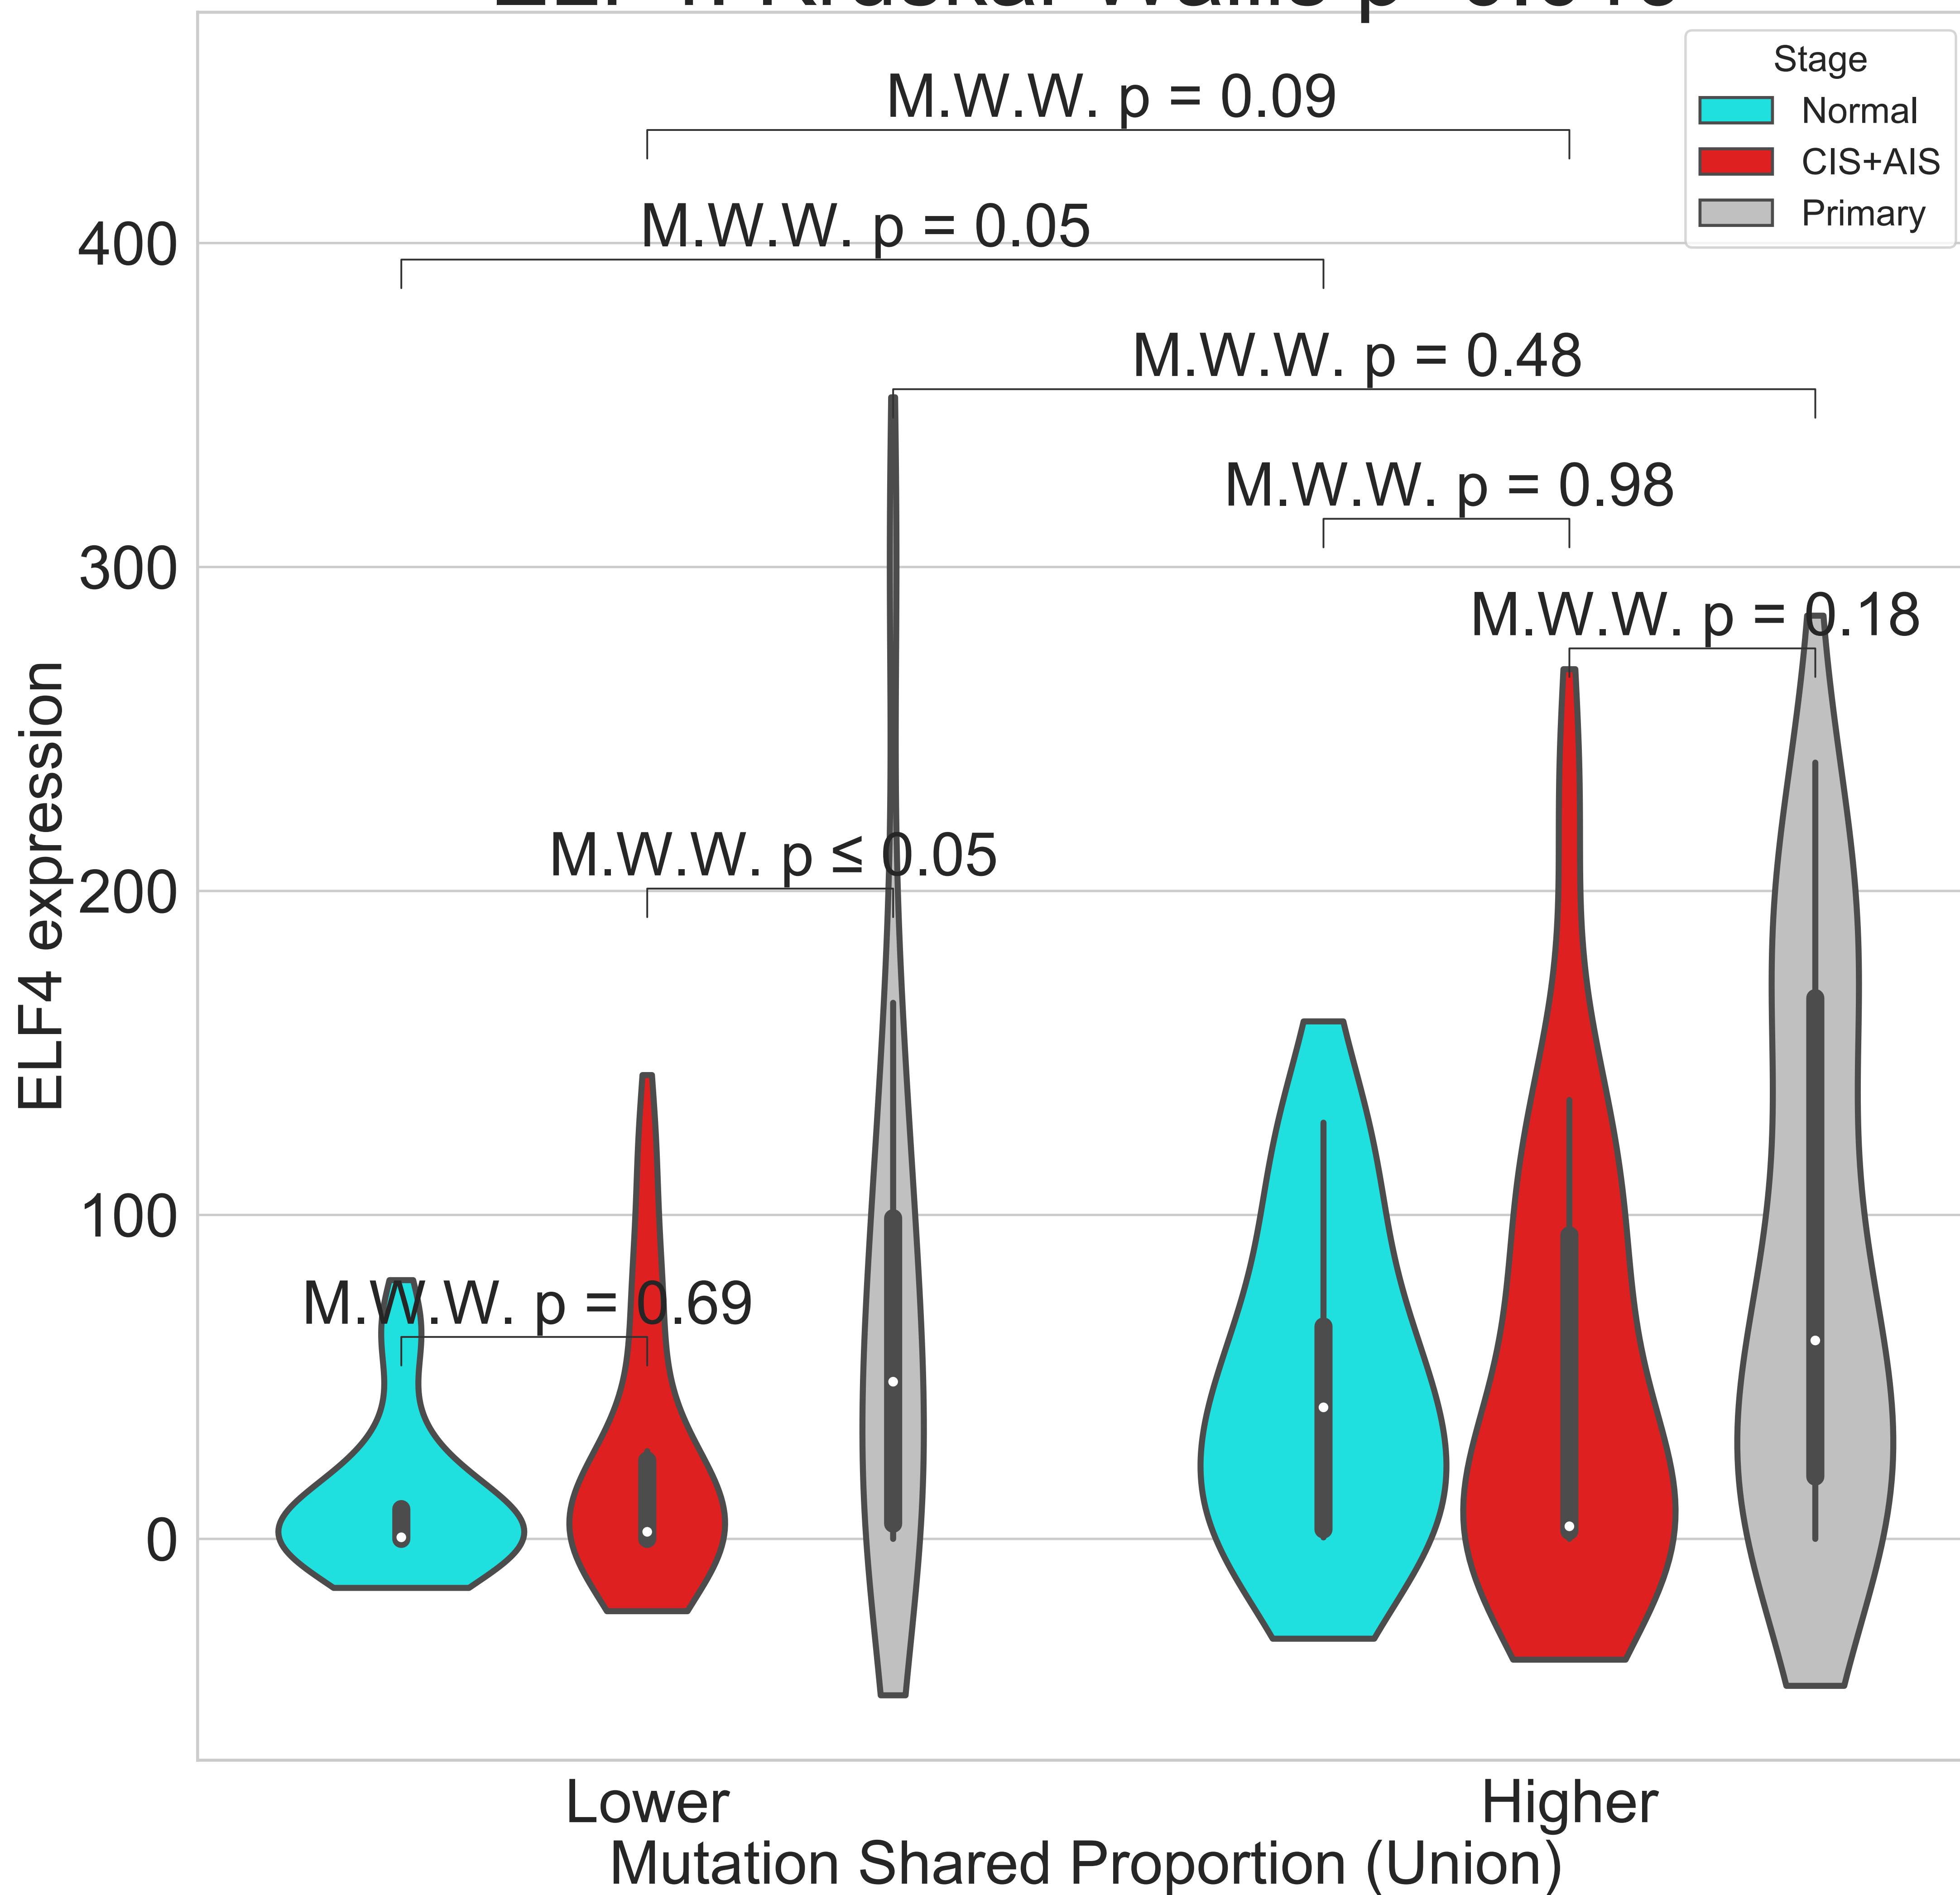 Stage
Normal
CIS+AIS
Primary
M.W.W. p = 0.09
M.W.W. p = 0.05
M.W.W. p = 0.48
M.W.W. p = 0.98
M.W.W. p = 0.18
M.W.W. p ≤ 0.05
M.W.W. p = 0.69
400
300
200
100
0
ELF4 expression
Lower
Higher
Mutation Shared Proportion (Union)